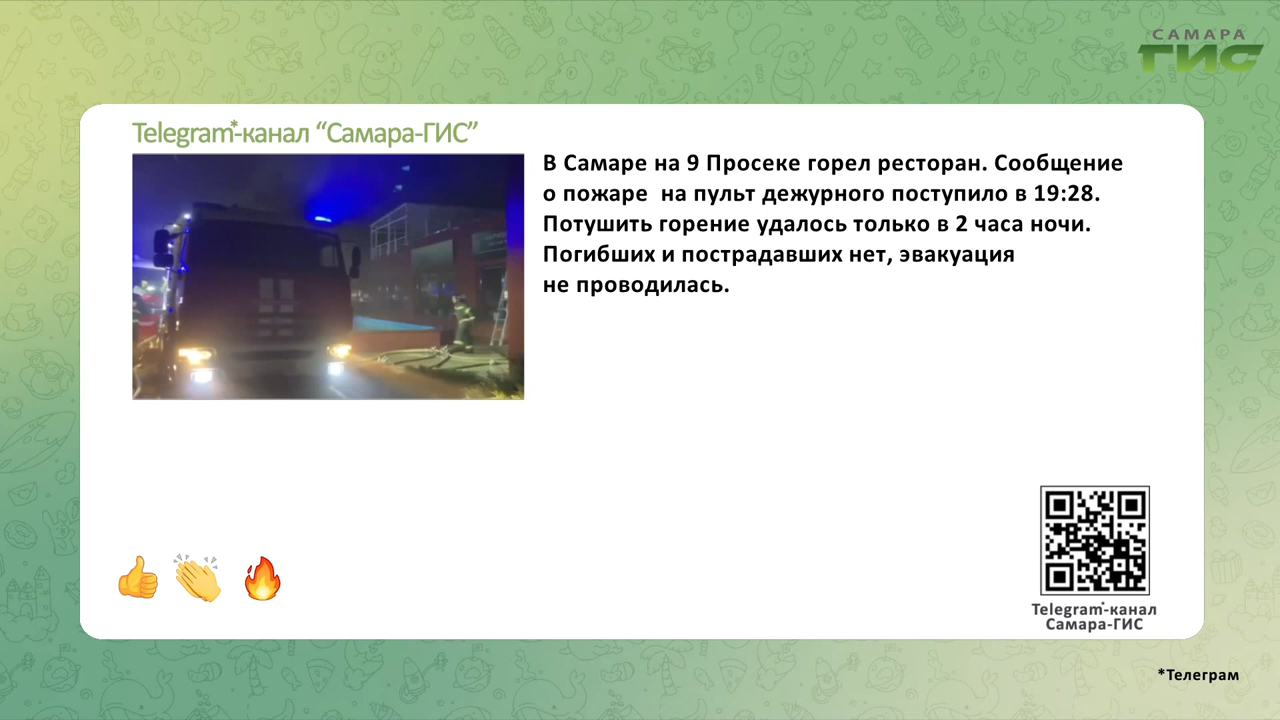 САМАРА
ГИС
Telegram*-канал “Самара-ГИС”
В Самаре на 9 Просеке горел ресторан. Сообщение
о пожаре на пульт дежурного поступило в 19:28.
Потушить горение удалось только в 2 часа ночи.
Погибших и пострадавших нет, эвакуация
не проводилась.
Telegram*-канал
Самара-ГИС
*Телеграм